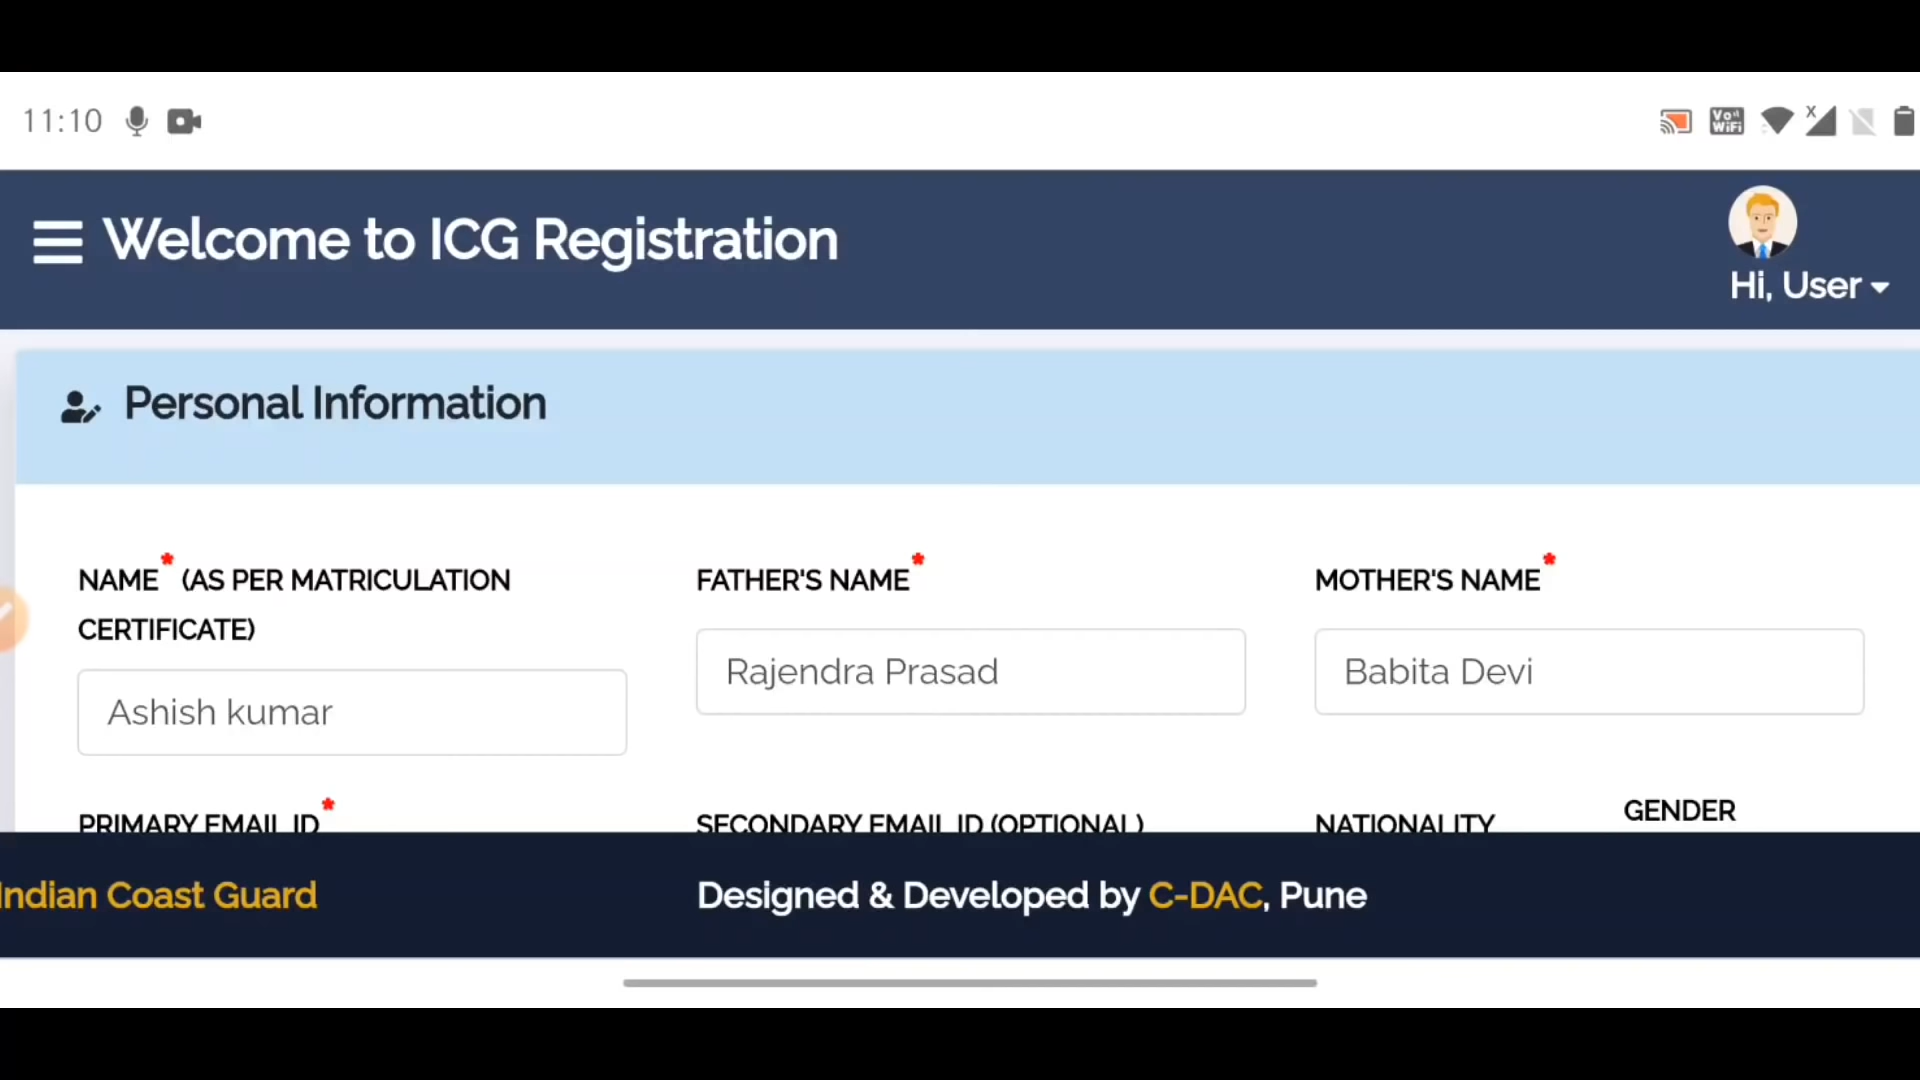 11:10
Vo WiFi
Welcome to ICG Registration
Hi, User
Personal Information
NAME* (AS PER MATRICULATION
CERTIFICATE)
Ashish kumar
FATHER'S NAME*
Rajendra Prasad
MOTHER'S NAME*
Babita Devi
PRIMARY EMAIL ID*
SECONDARY EMAIL ID (OPTIONAL)
NATIONALITY
GENDER
Indian Coast Guard
Designed & Developed by C-DAC, Pune